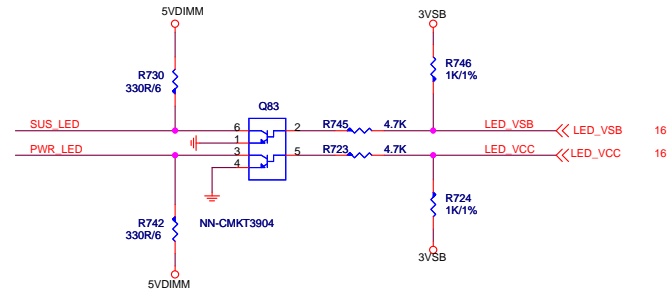 5VDIMM
3VSB
R730
330R/6
R746
1K/1%
Q83
SUS_LED
6
2
R745
4.7K
LED_VSB
LED_VSB
16
1
PWR_LED
3
5
R723
4.7K
LED_VCC
LED_VCC
16
4
R742
330R/6
NN-CMKT3904
R724
1K/1%
5VDIMM
3VSB